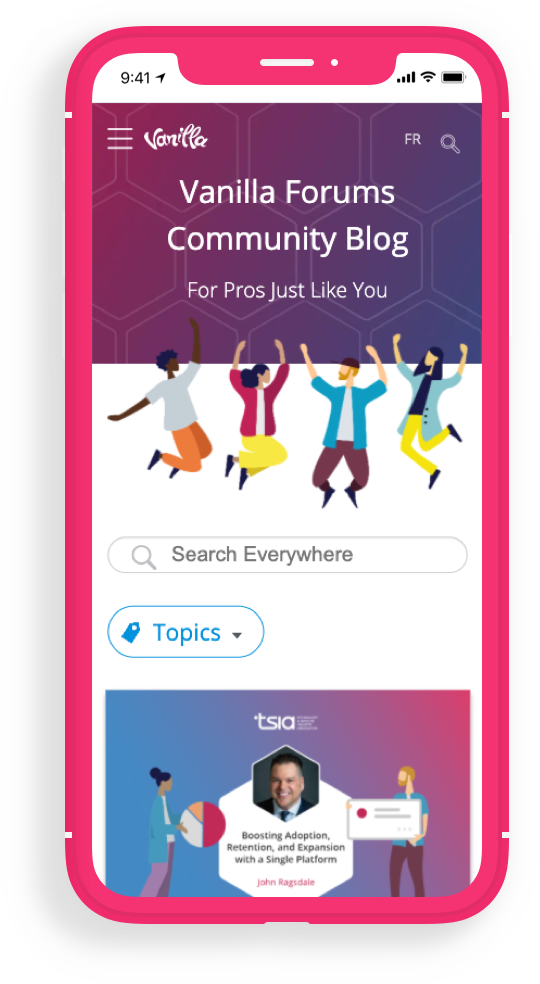 9:41
Vanilla
FR
Vanilla Forums
Community Blog
For Pros Just Like You
Search Everywhere
Topics
tsia
Boosting Adoption,
Retention, and Expansion
with a Single Platform
John Ragsdale